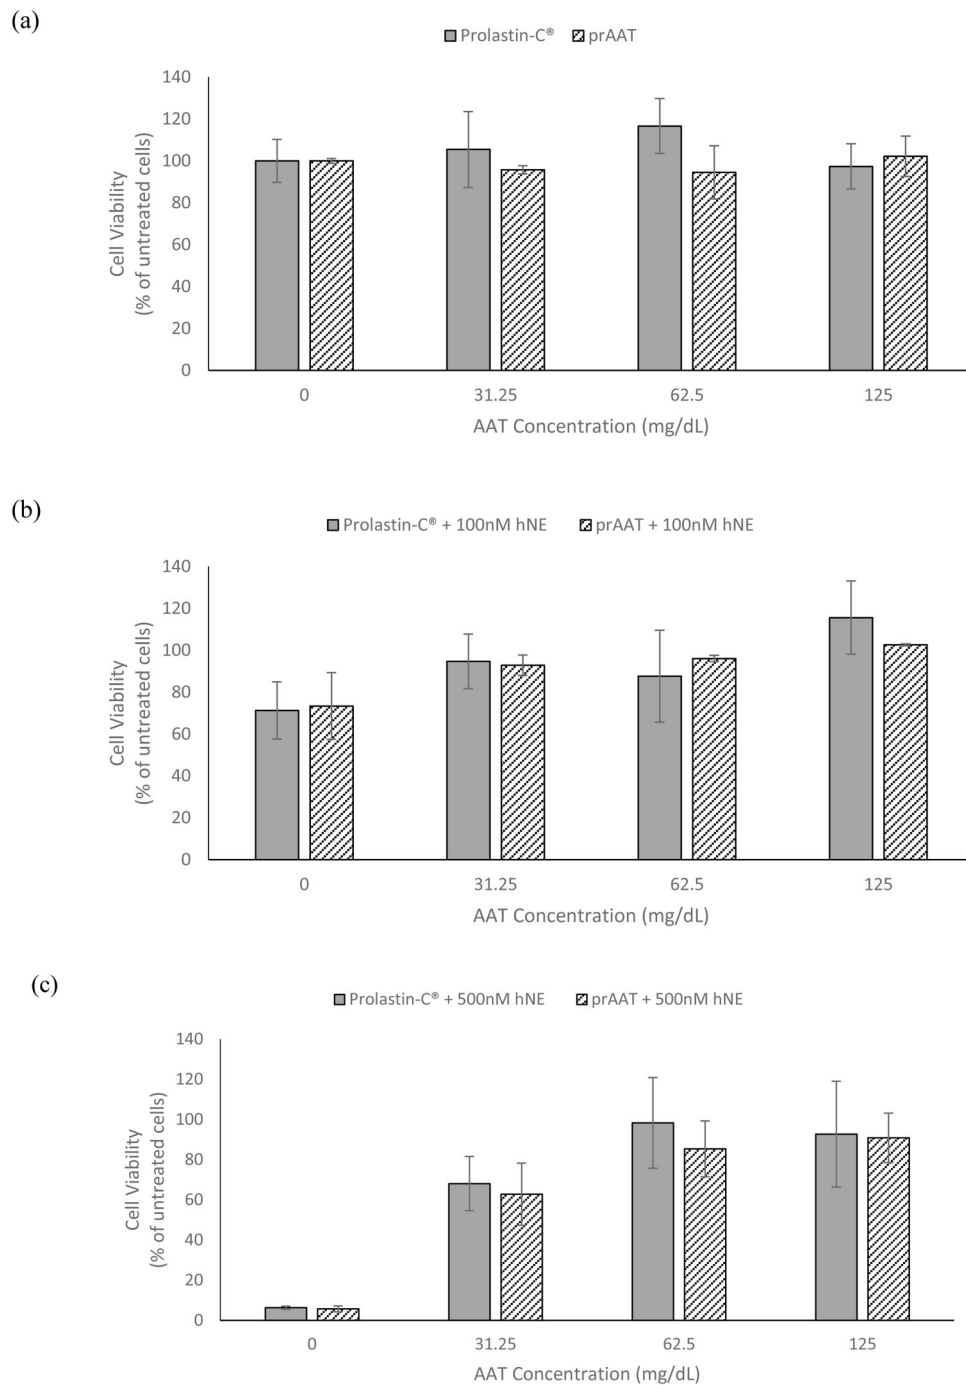 (a)
Prolastin-C® prAAT
140
120
100
80
60
40
20
0
Cell Viability
(% of untreated cells)
0 31.25 62.5 125
AAT Concentration (mg/dL)
(b)
Prolastin-C® + 100nM hNE prAAT + 100nM hNE
140
120
100
80
60
40
20
0
Cell Viability
(% of untreated cells)
0 31.25 62.5 125
AAT Concentration (mg/dL)
(c)
Prolastin-C® + 500nM hNE prAAT + 500nM hNE
140
120
100
80
60
40
20
0
Cell Viability
(% of untreated cells)
0 31.25 62.5 125
AAT Concentration (mg/dL)